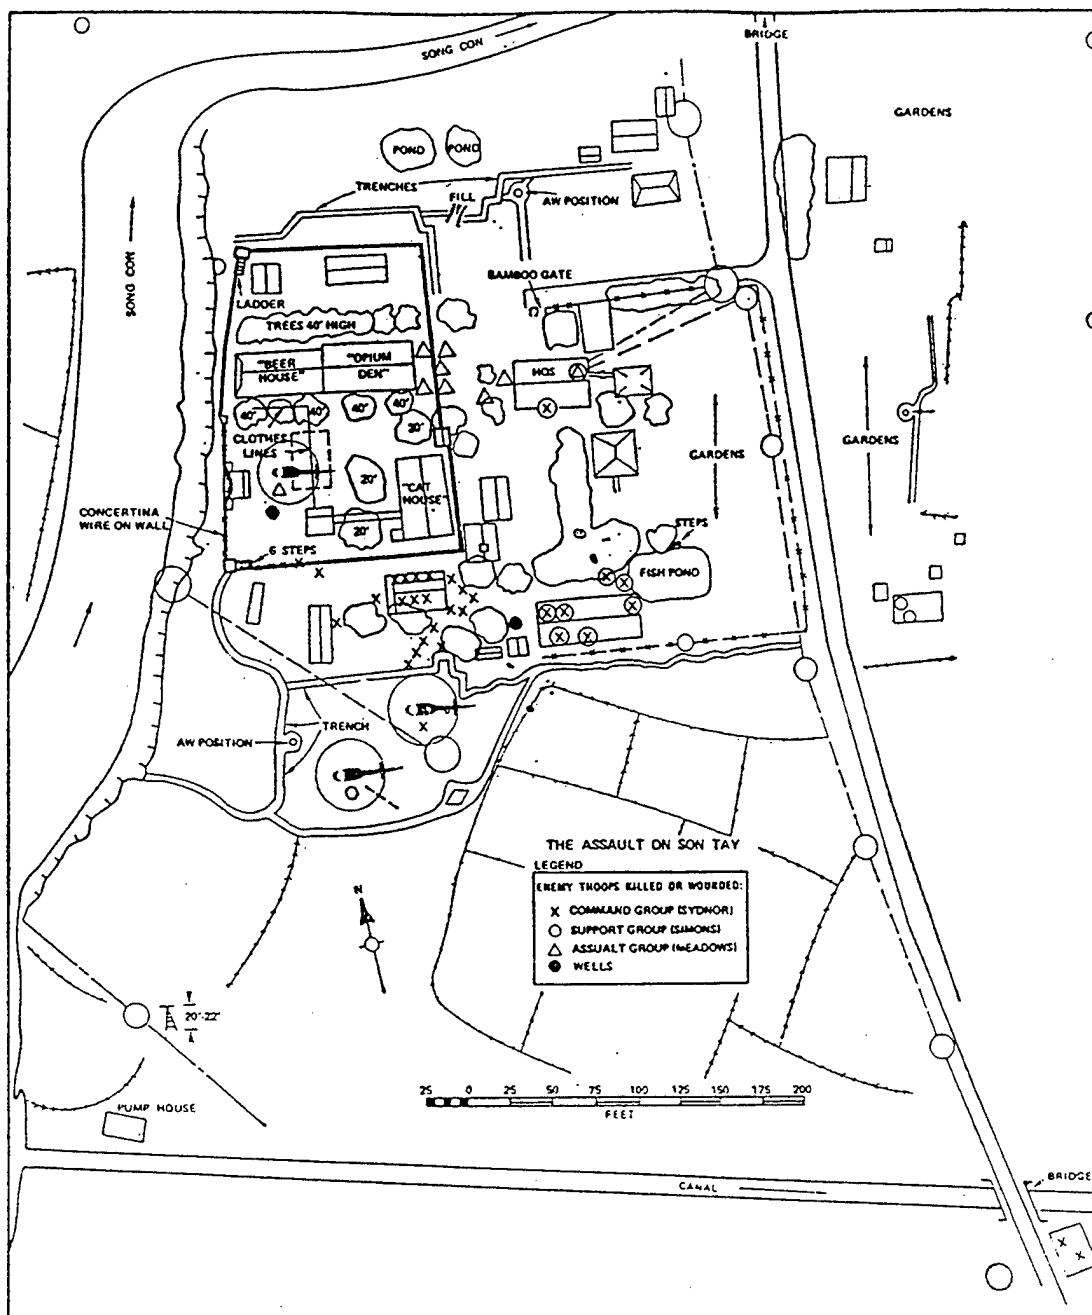 SONG CON
BRIDGE
GARDENS
POND
POND
TRENCHES
FILL
AW POSITION
SONG CON
BAMBOO GATE
LADDER
TREES 40' HIGH
"BEER
HOUSE"
"OPIUM
DEN"
HQS
40'
40'
40'
40'
20'
CLOTHES
LINES
GARDENS
GARDENS
20'
"CAT
HOUSE"
CONCERTINA
WIRE ON WALL
20'
STEPS
6 STEPS
FISH POND
TRENCH
AW POSITION
THE ASSAULT ON SON TAY
LEGEND
ENEMY TROOPS KILLED OR WOUNDED:
X COMMAND GROUP (SYDNOR)
○ SUPPORT GROUP (SIMONS)
△ ASSUALT GROUP (MEADOWS)
● WELLS
N
20'-22'
25 0 25 50 75 100 125 150 175 200
FEET
PUMP HOUSE
CANAL
BRIDGE